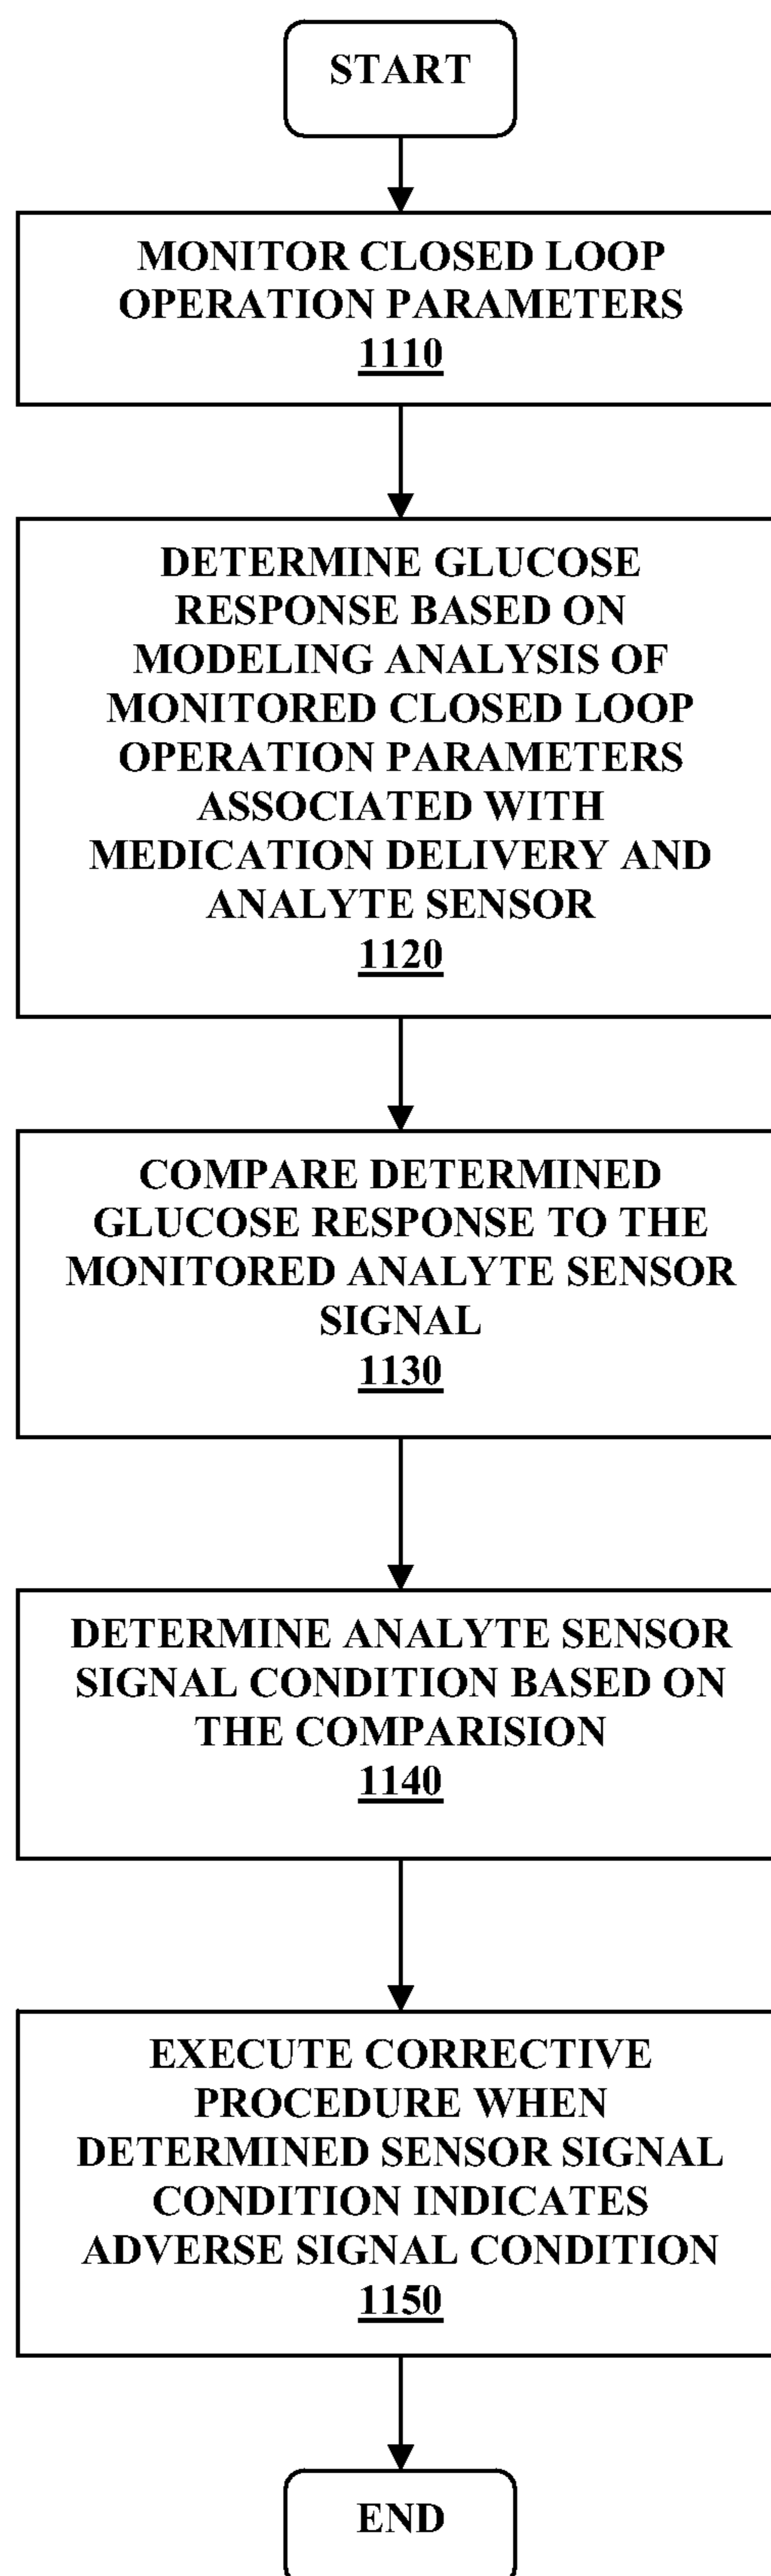 START
MONITOR CLOSED LOOP
OPERATION PARAMETERS
1110
DETERMINE GLUCOSE
RESPONSE BASED ON
MODELING ANALYSIS OF
MONITORED CLOSED LOOP
OPERATION PARAMETERS
ASSOCIATED WITH
MEDICATION DELIVERY AND
ANALYTE SENSOR
1120
COMPARE DETERMINED
GLUCOSE RESPONSE TO THE
MONITORED ANALYTE SENSOR
SIGNAL
1130
DETERMINE ANALYTE SENSOR
SIGNAL CONDITION BASED ON
THE COMPARISION
1140
EXECUTE CORRECTIVE
PROCEDURE WHEN
DETERMINED SENSOR SIGNAL
CONDITION INDICATES
ADVERSE SIGNAL CONDITION
1150
END